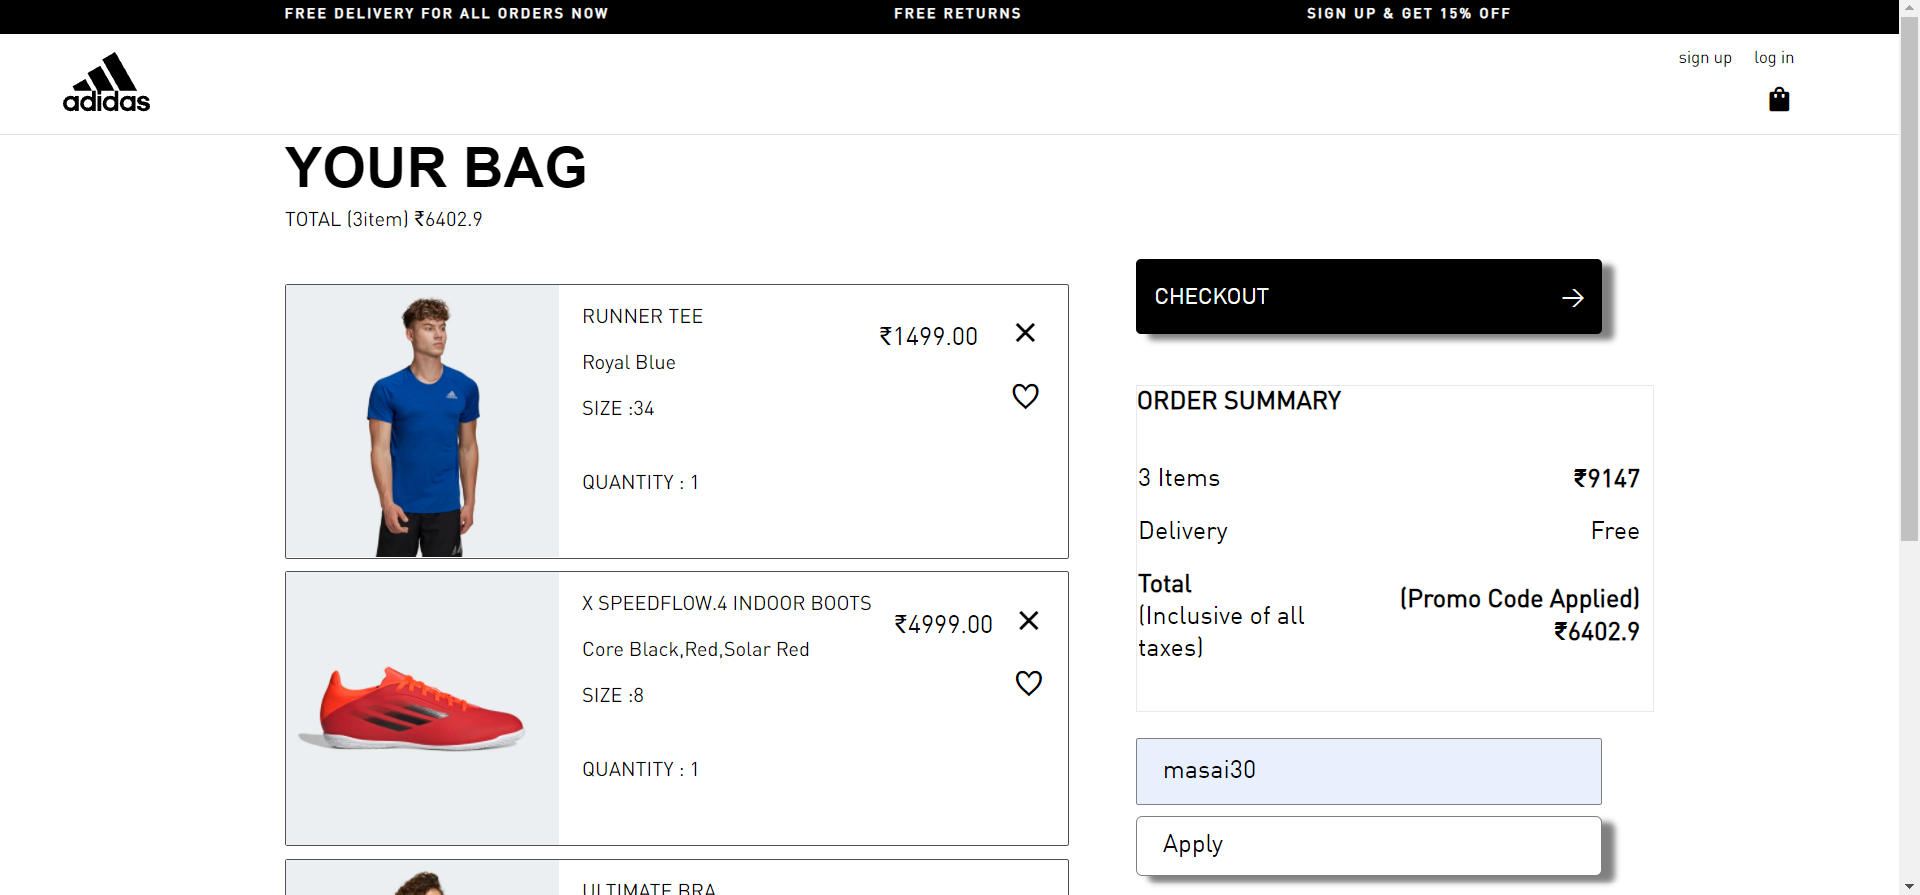 FREE DELIVERY FOR ALL ORDERS NOW
FREE RETURNS
SIGN UP & GET 15% OFF
sign up
log in
adidas
YOUR BAG
TOTAL (3item) ₹6402.9
RUNNER TEE
₹1499.00
Royal Blue
SIZE :34
QUANTITY : 1
X SPEEDFLOW.4 INDOOR BOOTS
₹4999.00
Core Black,Red,Solar Red
SIZE :8
QUANTITY : 1
ULTIMATE BRA
CHECKOUT
ORDER SUMMARY
3 Items
₹9147
Delivery
Free
Total
(Inclusive of all
taxes)
(Promo Code Applied)
₹6402.9
masai30
Apply